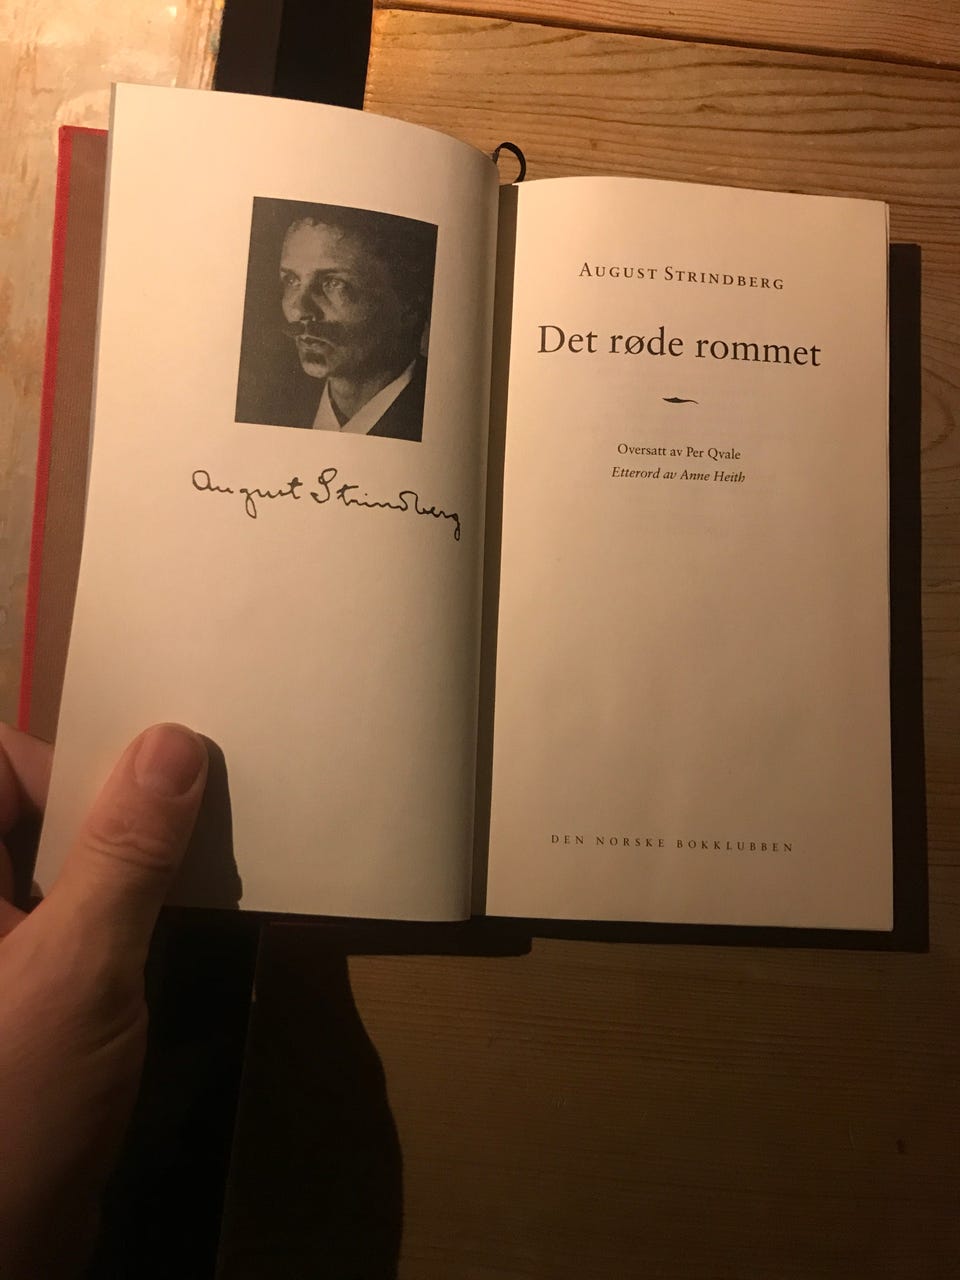 August Strindberg
AUGUST STRINDBERG
Det røde rommet
Oversatt av Per Qvale
Etterord av Anne Heith
DEN NORSKE BOKKLUBBEN